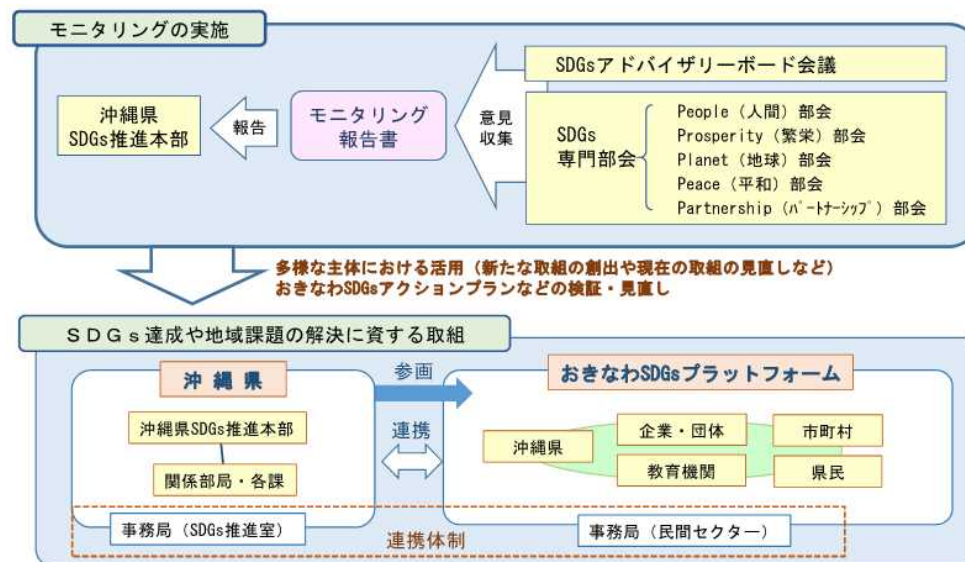 モニタリングの実施
SDGsアドバイザリーボード会議
沖縄県
SDGs推進本部
報告
モニタリング
報告書
意見
収集
SDGs
専門部会
People（人間）部会
Prosperity（繁栄）部会
Planet（地球）部会
Peace（平和）部会
Partnership（ﾊﾟｰﾄﾅｰｼｯﾌﾟ）部会
多様な主体における活用（新たな取組の創出や現在の取組の見直しなど）
おきなわSDGsアクションプランなどの検証・見直し
ＳＤＧｓ達成や地域課題の解決に資する取組
沖縄県
沖縄県SDGs推進本部
関係部局・各課
事務局（SDGs推進室）
参画
連携
連携体制
おきなわSDGsプラットフォーム
沖縄県
企業・団体
市町村
教育機関
県民
事務局（民間セクター）